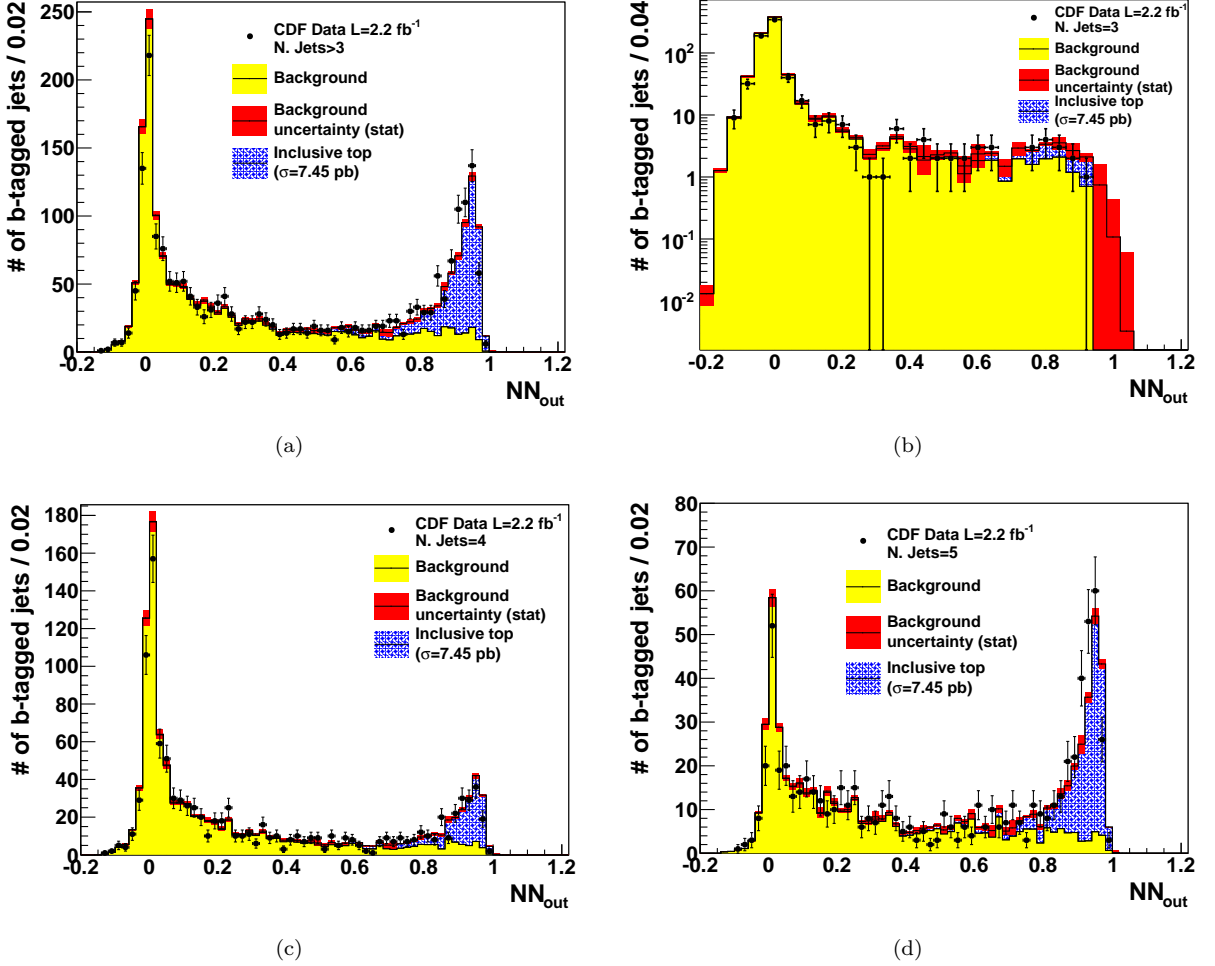 # of b-tagged jets / 0.02
250
200
150
100
50
0
-0.2 0 0.2 0.4 0.6 0.8 1 1.2
NNout
CDF Data L=2.2 fb-1
N. Jets>3
Background
Background
uncertainty (stat)
Inclusive top
(σ=7.45 pb)
(a)
# of b-tagged jets / 0.04
10²
10
1
10⁻¹
10⁻²
-0.2 0 0.2 0.4 0.6 0.8 1 1.2
NNout
CDF Data L=2.2 fb-1
N. Jets=3
Background
Background
uncertainty (stat)
Inclusive top
(σ=7.45 pb)
(b)
# of b-tagged jets / 0.02
180
160
140
120
100
80
60
40
20
0
-0.2 0 0.2 0.4 0.6 0.8 1 1.2
NNout
CDF Data L=2.2 fb-1
N. Jets=4
Background
Background
uncertainty (stat)
Inclusive top
(σ=7.45 pb)
(c)
# of b-tagged jets / 0.02
80
70
60
50
40
30
20
10
0
-0.2 0 0.2 0.4 0.6 0.8 1 1.2
NNout
CDF Data L=2.2 fb-1
N. Jets=5
Background
Background
uncertainty (stat)
Inclusive top
(σ=7.45 pb)
(d)